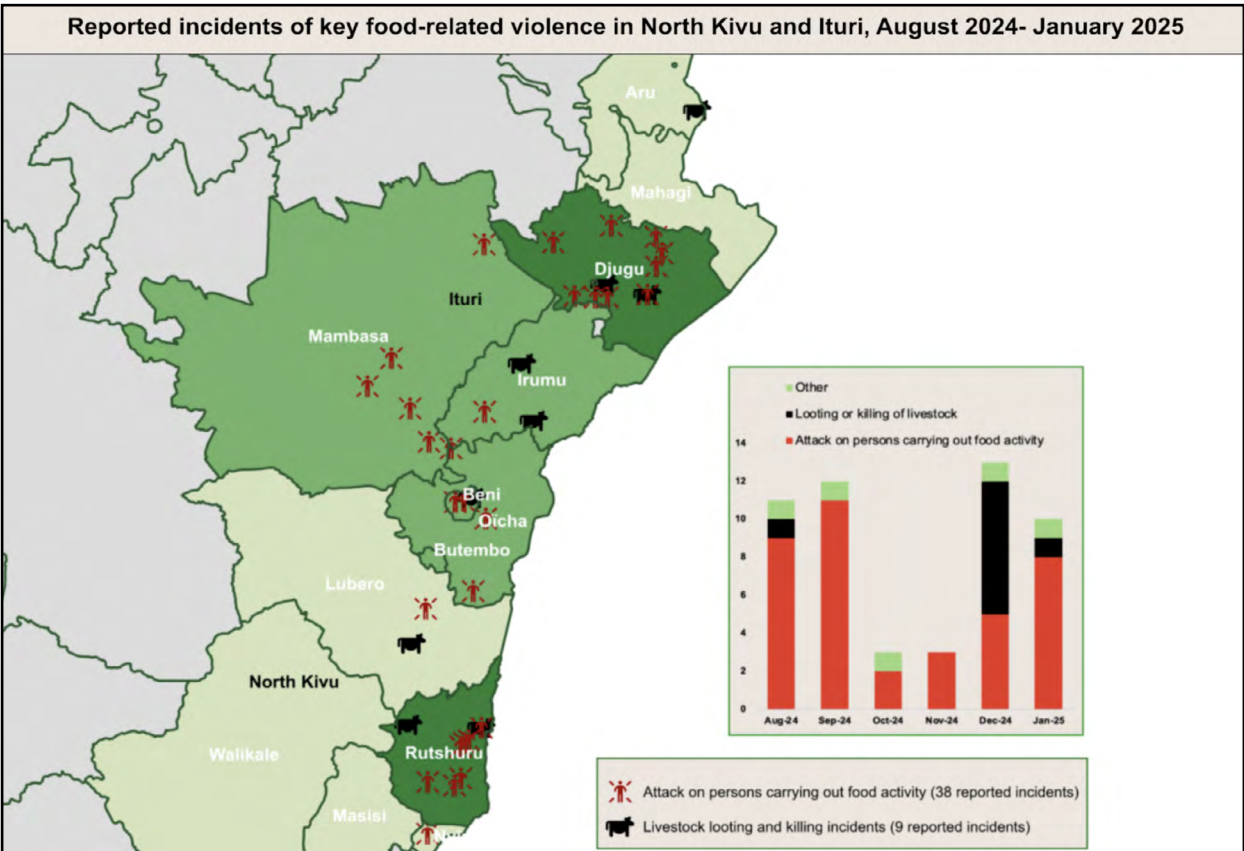 Reported incidents of key food-related violence in North Kivu and Ituri, August 2024- January 2025
Aru
Mahagi
Djugu
Ituri
Mambasa
Irumu
Beni
Oïcha
Butembo
Lubero
North Kivu
Walikale
Rutshuru
Masisi
Other
Looting or killing of livestock
Attack on persons carrying out food activity
14
12
10
8
6
4
2
0
Aug-24 Sep-24 Oct-24 Nov-24 Dec-24 Jan-25
Attack on persons carrying out food activity (38 reported incidents)
Livestock looting and killing incidents (9 reported incidents)